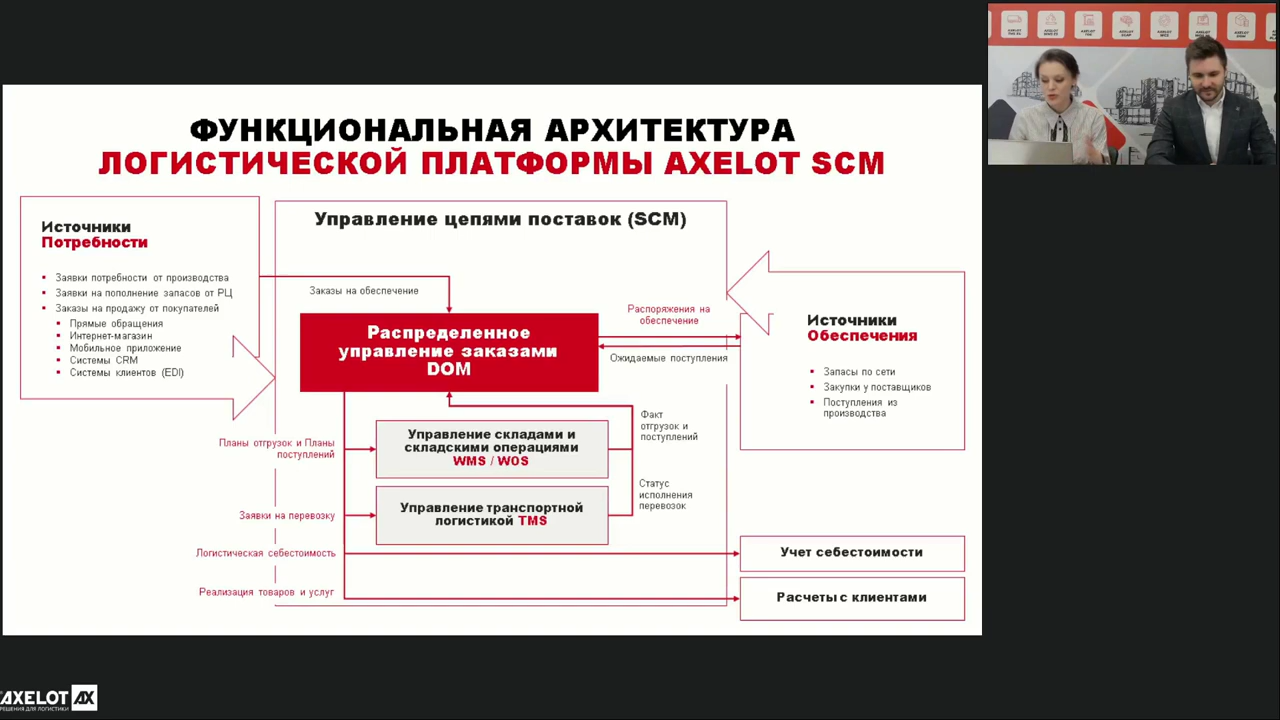 ФУНКЦИОНАЛЬНАЯ АРХИТЕКТУРА
ЛОГИСТИЧЕСКОЙ ПЛАТФОРМЫ AXELOT SCM
Источники
Потребности
Заявки потребности от производства
Заявки на пополнение запасов от РЦ
Заказы на продажу от покупателей
Прямые обращения
Интернет-магазин
Мобильное приложение
Системы CRM
Системы клиентов (EDI)
Управление цепями поставок (SCM)
Заказы на обеспечение
Распределенное
управление заказами
DOM
Распоряжения на
обеспечение
Ожидаемые поступления
Источники
Обеспечения
Запасы по сети
Закупки у поставщиков
Поступления из
производства
Планы отгрузок и Планы
поступлений
Управление складами и
складскими операциями
WMS / WOS
Факт
отгрузок и
поступлений
Заявки на перевозку
Управление транспортной
логистикой TMS
Статус
исполнения
перевозок
Логистическая себестоимость
Учет себестоимости
Реализация товаров и услуг
Расчеты с клиентами
AXELOT AX
РЕШЕНИЯ ДЛЯ ЛОГИСТИКИ